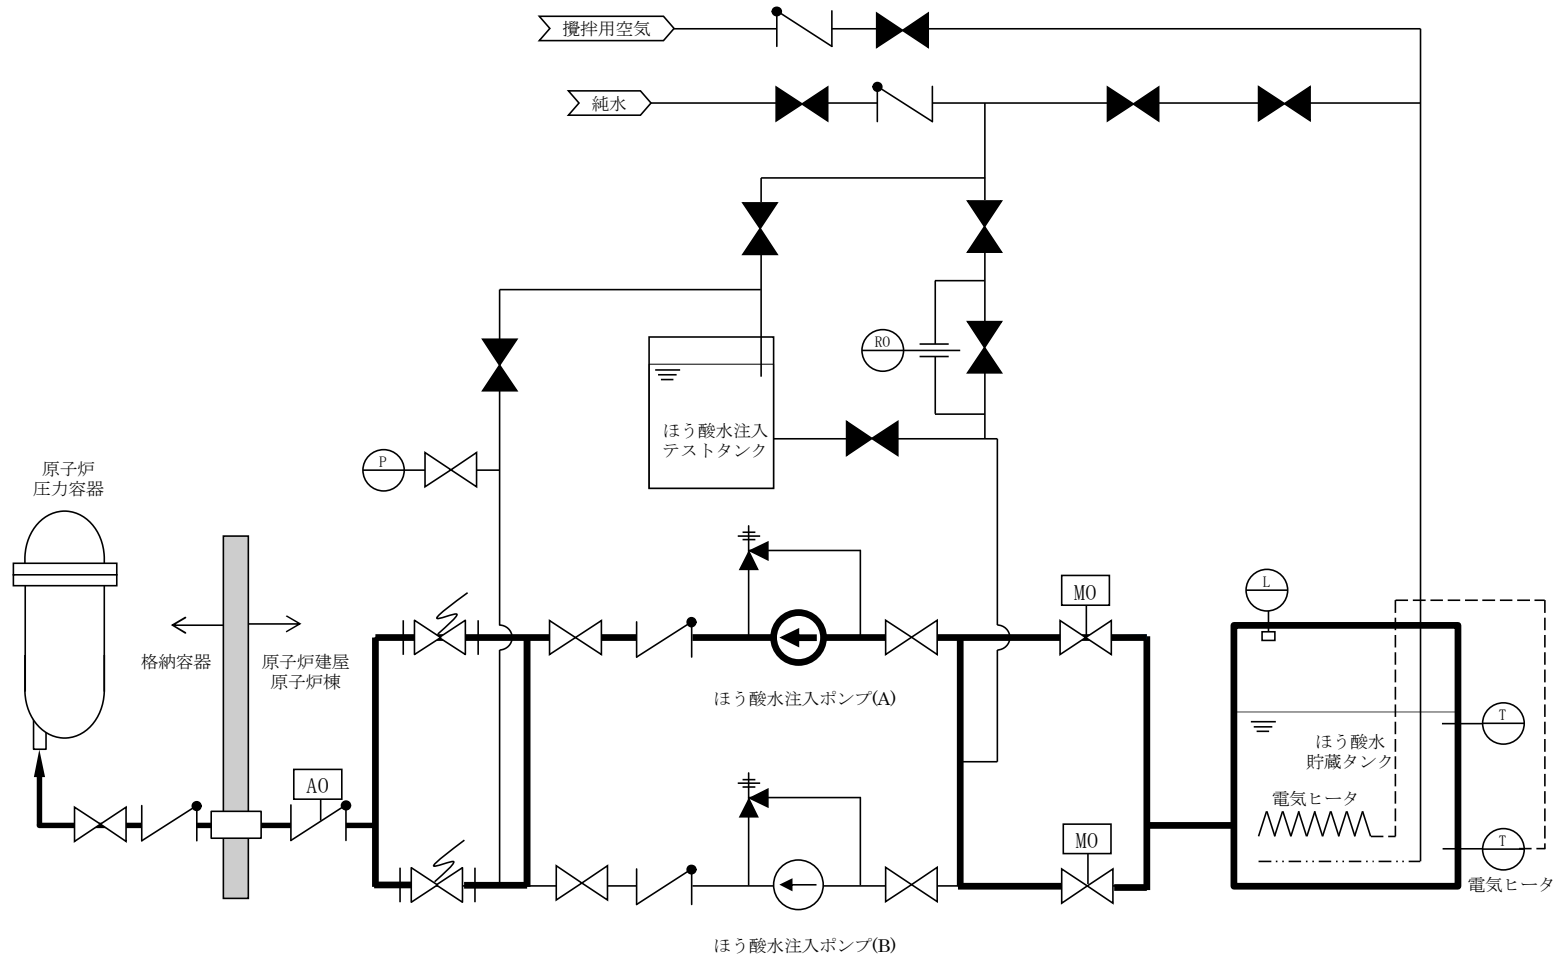 攪拌用空気
純水
RO
ほう酸水注入
テストタンク
P
原子炉
圧力容器
L
MO
格納容器
原子炉建屋
原子炉棟
ほう酸水注入ポンプ(A)
T
ほう酸水
貯蔵タンク
AO
電気ヒータ
MO
T
電気ヒータ
ほう酸水注入ポンプ(B)